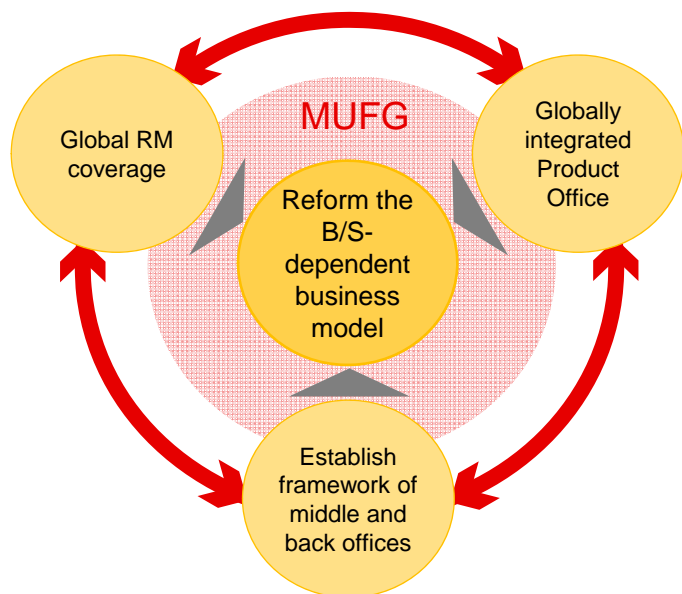 MUFG
Global RM
coverage
Globally
integrated
Product
Office
Reform the
B/S-
dependent
business
model
Establish
framework of
middle and
back offices